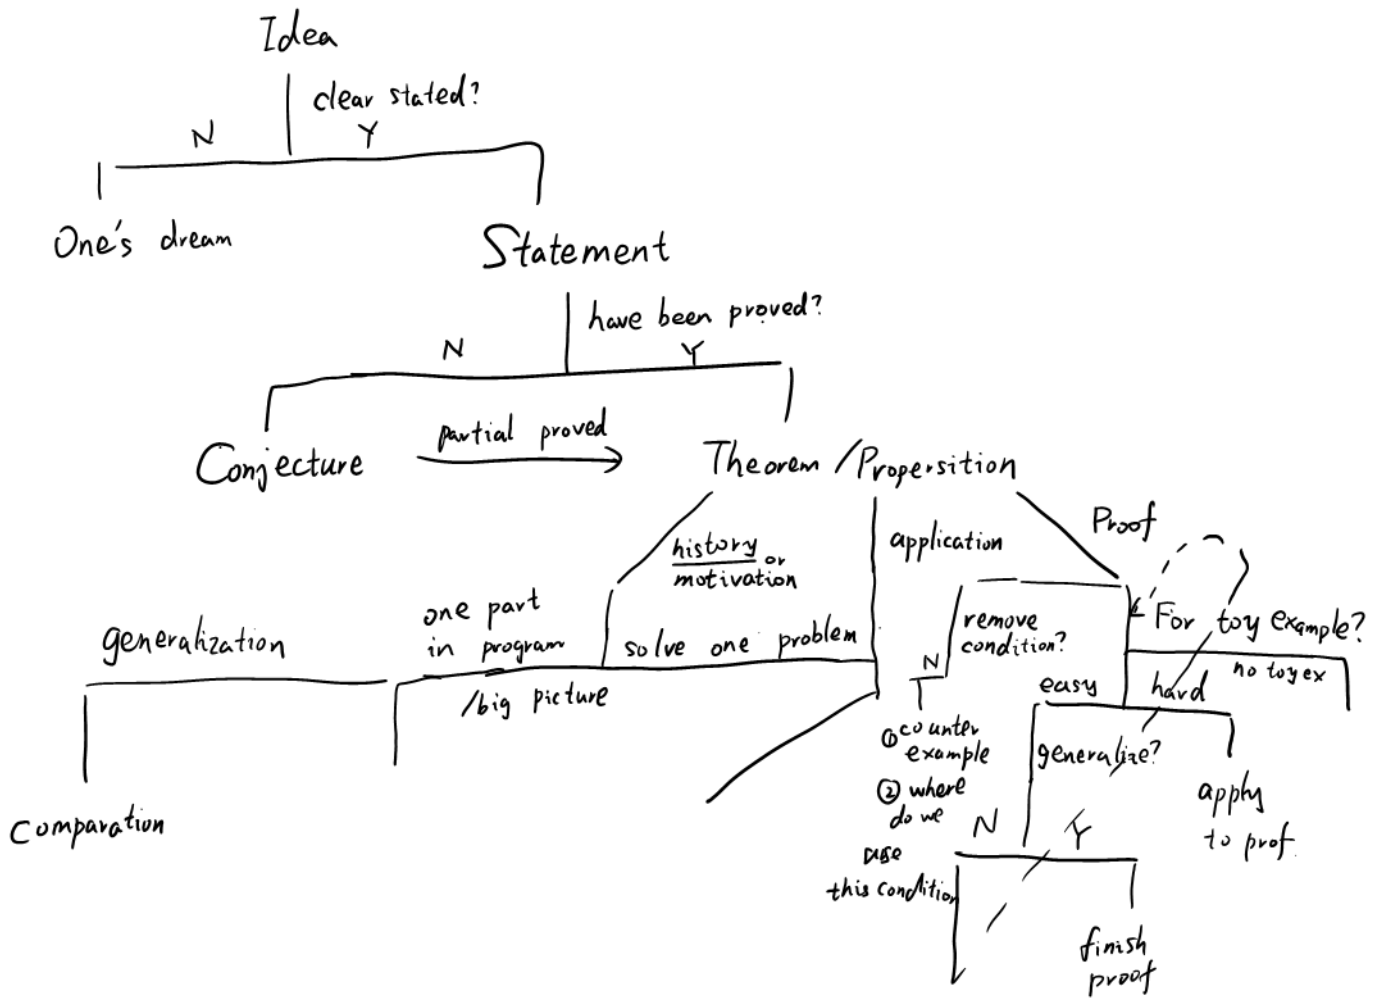 Idea
clear stated?
N
Y
One's dream
Statement
have been proved?
N
Y
Conjecture
partial proved
Theorem / Propersition
history or
motivation
application
Proof
generalization
one part
in program
/big picture
solve one problem
remove
condition?
N
For toy example?
no toy ex
easy
hard
① counter
example
② where
do we
use
this condition
generalize?
N
Y
apply
to prof.
finish
proof
Comparation